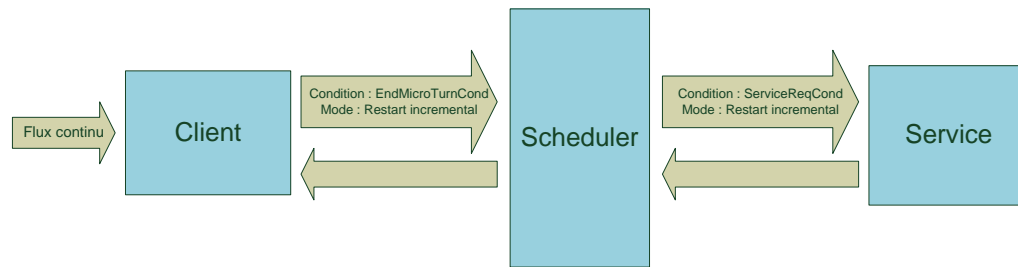 Flux continu
Client
Condition : EndMicroTurnCond
Mode : Restart incremental
Scheduler
Condition : ServiceReqCond
Mode : Restart incremental
Service